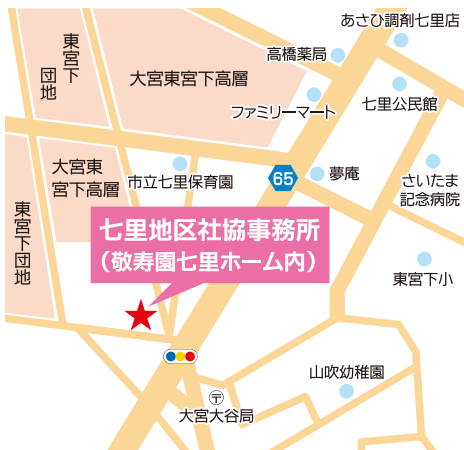 あさひ調剤七里店
東宮下
団地
高橋薬局
大宮東宮下高層
七里公民館
ファミリーマート
大宮東
宮下高層
市立七里保育園
65
夢庵
さいたま
記念病院
東宮下団地
七里地区社協事務所
（敬寿園七里ホーム内）
東宮下小
山吹幼稚園
〒
大宮大谷局